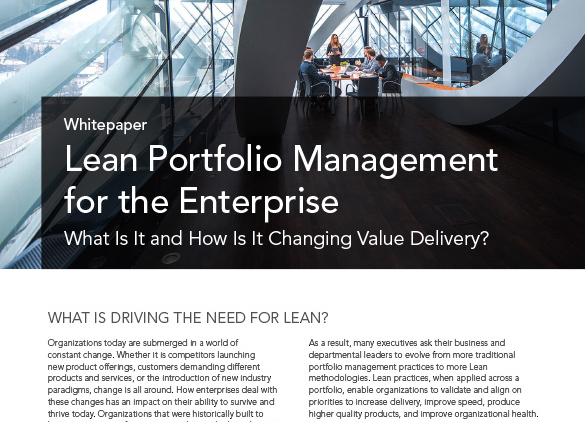 Whitepaper
Lean Portfolio Management
for the Enterprise
What Is It and How Is It Changing Value Delivery?
WHAT IS DRIVING THE NEED FOR LEAN?
Organizations today are submerged in a world of
constant change. Whether it is competitors launching
new product offerings, customers demanding different
products and services, or the introduction of new industry
paradigms, change is all around. How enterprises deal with
these changes has an impact on their ability to survive and
thrive today. Organizations that were historically built to
As a result, many executives ask their business and
departmental leaders to evolve from more traditional
portfolio management practices to more Lean
methodologies. Lean practices, when applied across a
portfolio, enable organizations to validate and align on
priorities to increase delivery, improve speed, produce
higher quality products, and improve organizational health.